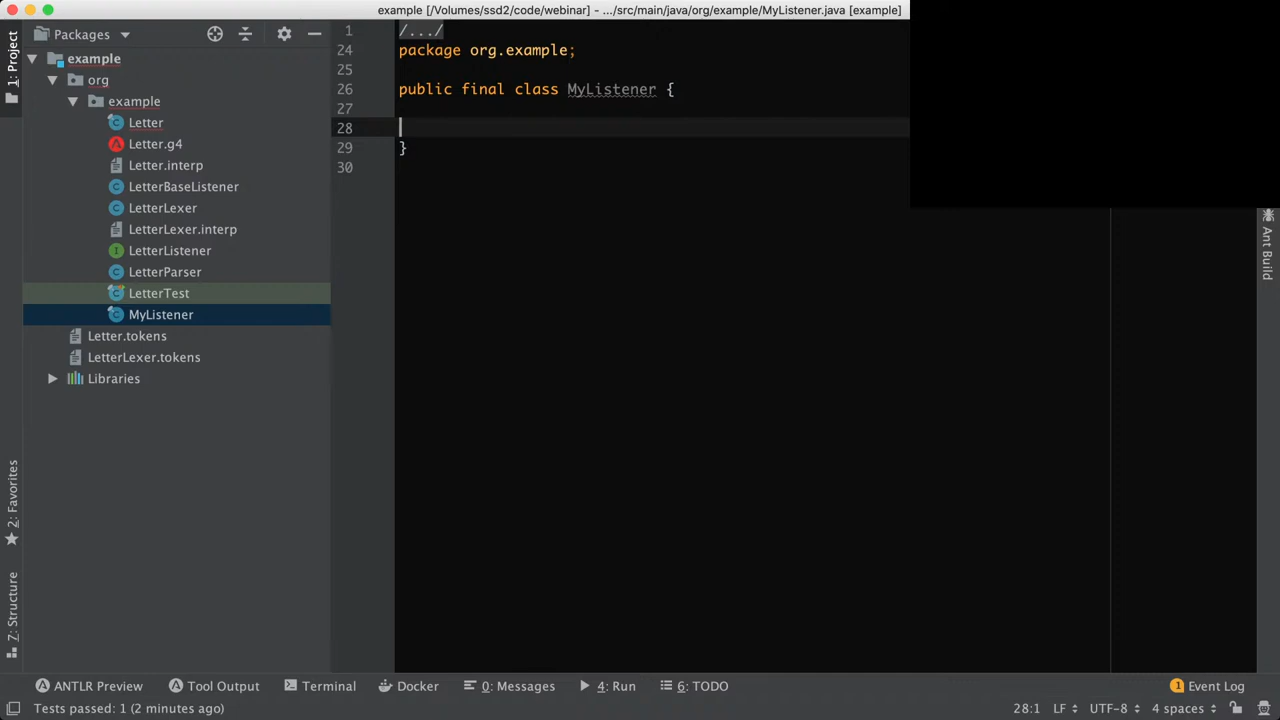 example [/Volumes/ssd2/code/webinar] - .../src/main/java/org/example/MyListener.java [example]
1: Project
Packages
example
org
example
Letter
Letter.g4
Letter.interp
LetterBaseListener
LetterLexer
LetterLexer.interp
LetterListener
LetterParser
LetterTest
MyListener
Letter.tokens
LetterLexer.tokens
Libraries
2: Favorites
7: Structure
1 /.../
24 package org.example;
25
26 public final class MyListener {
27
28
29 }
30
Ant Build
ANTLR Preview Tool Output Terminal Docker 0: Messages 4: Run 6: TODO 1 Event Log
Tests passed: 1 (2 minutes ago) 28:1 LF UTF-8 4 spaces